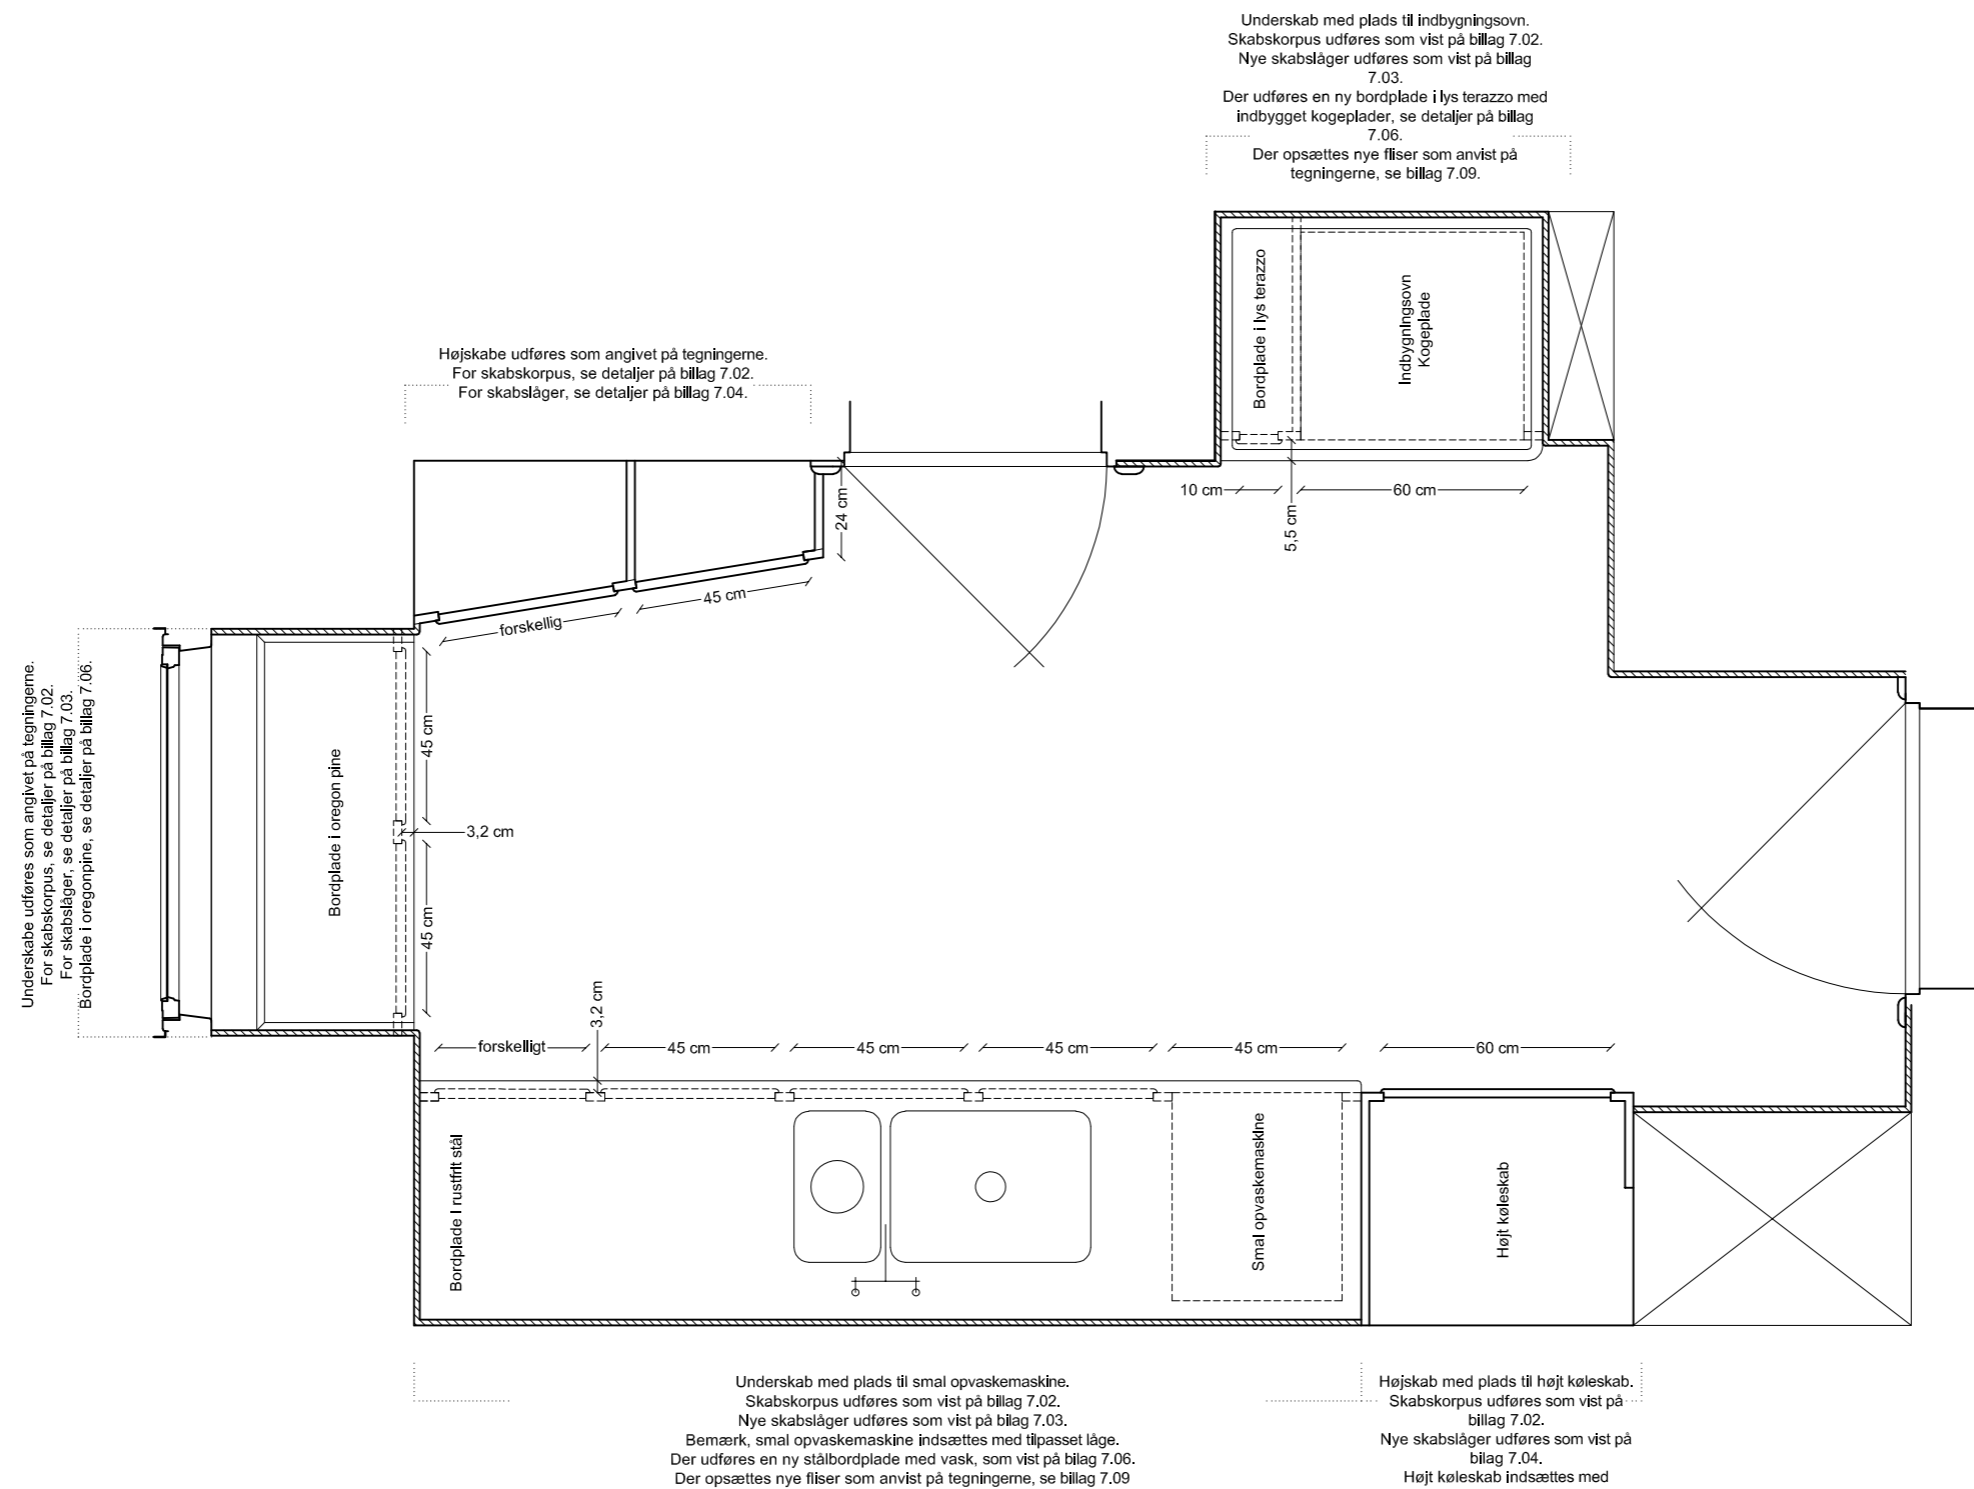 Underskab med plads til indbygningsovn.
Skabskorpus udføres som vist på billag 7.02.
Nye skabslåger udføres som vist på billag
7.03.
Der udføres en ny bordplade i lys terazzo med
indbygget kogeplader, se detaljer på billag
7.06.
Der opsættes nye fliser som anvist på
tegningerne, se billag 7.09.
Bordplade i lys terazzo
Indbygningsovn
Kogeplade
10 cm
60 cm
5,5 cm
Højskabe udføres som angivet på tegningerne.
For skabskorpus, se detaljer på billag 7.02.
For skabslåger, se detaljer på billag 7.04.
24 cm
45 cm
forskellig
Underskabe udføres som angivet på tegningerne.
For skabskorpus, se detaljer på billag 7.02.
For skabslåger, se detaljer på billag 7.03.
Bordplade i oregonpine, se detaljer på billag 7.06.
Bordplade i oregon pine
45 cm
3,2 cm
45 cm
3,2 cm
forskelligt
45 cm
45 cm
45 cm
45 cm
60 cm
Bordplade i rustfrit stål
Smal opvaskemaskine
Højt køleskab
Underskab med plads til smal opvaskemaskine.
Skabskorpus udføres som vist på billag 7.02.
Nye skabslåger udføres som vist på bilag 7.03.
Bemærk, smal opvaskemaskine indsættes med tilpasset låge.
Der udføres en ny stålbordplade med vask, som vist på bilag 7.06.
Der opsættes nye fliser som anvist på tegningerne, se billag 7.09
Højskab med plads til højt køleskab.
Skabskorpus udføres som vist på
billag 7.02.
Nye skabslåger udføres som vist på
bilag 7.04.
Højt køleskab indsættes med